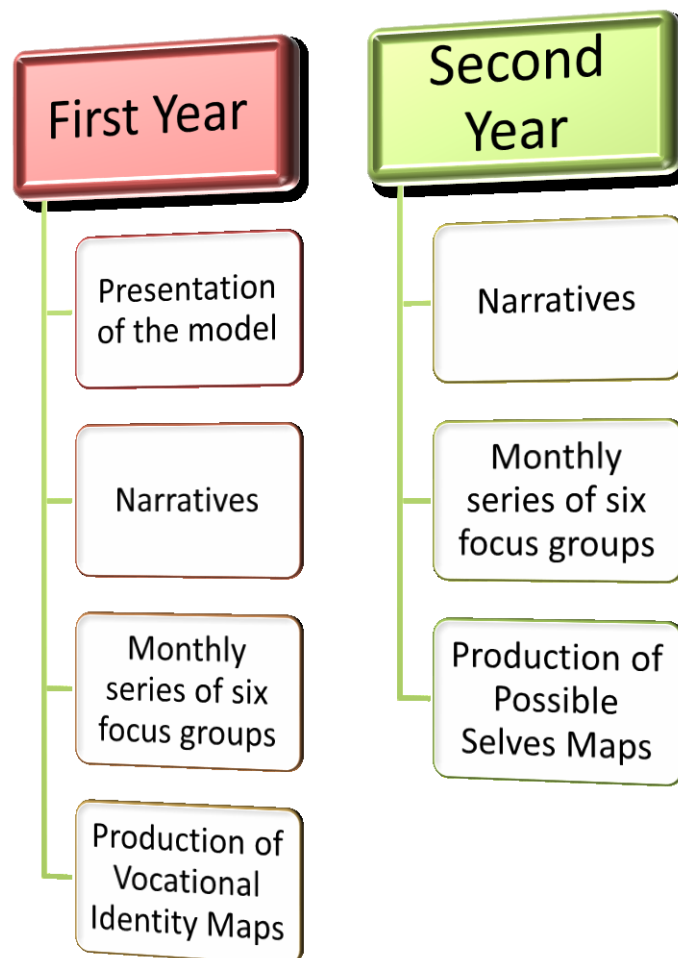 First Year
Presentation
of the model
Narratives
Monthly
series of six
focus groups
Production of
Vocational
Identity Maps
Second
Year
Narratives
Monthly
series of six
focus groups
Production of
Possible
Selves Maps